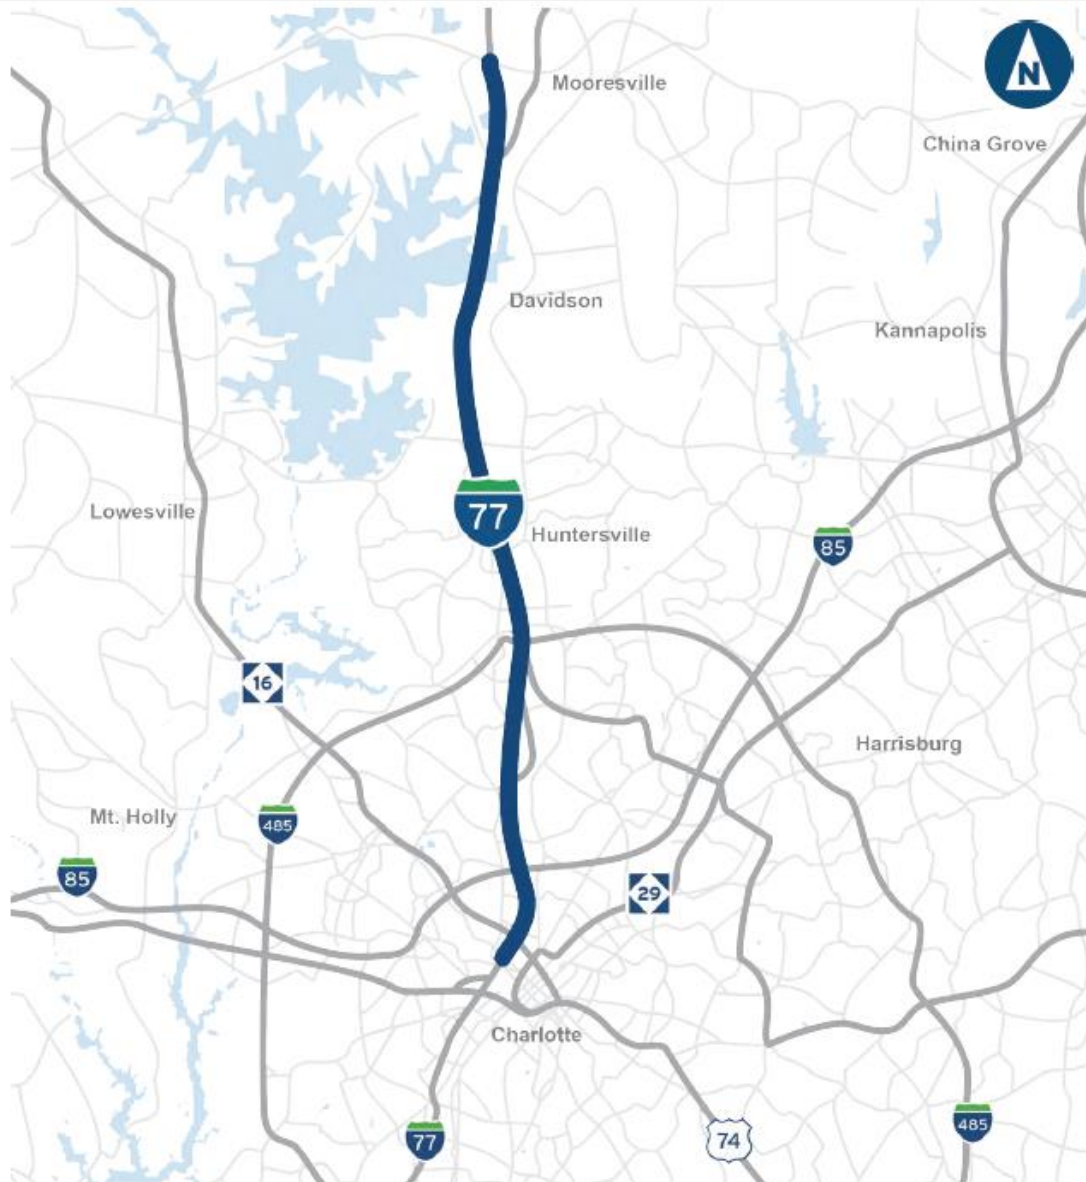 Mooresville
N
China Grove
Davidson
Kannapolis
Lowesville
77
Huntersville
85
16
Harrisburg
Mt. Holly
485
85
29
Charlotte
77
74
485